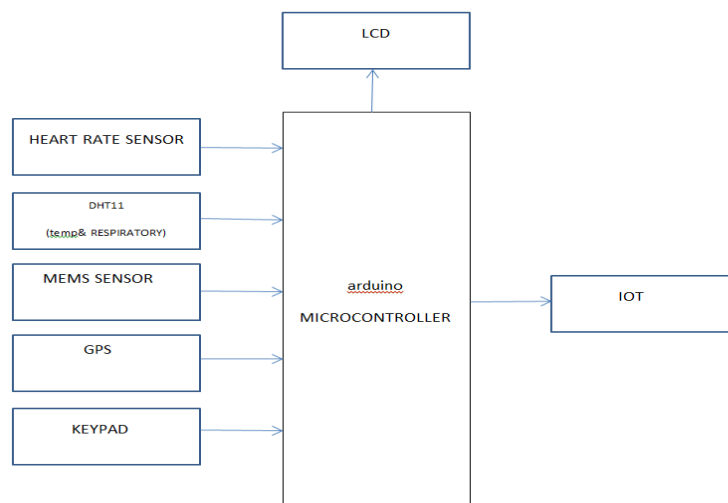 LCD
HEART RATE SENSOR
DHT11
(temp& RESPIRATORY)
MEMS SENSOR
GPS
KEYPAD
arduino
MICROCONTROLLER
IOT